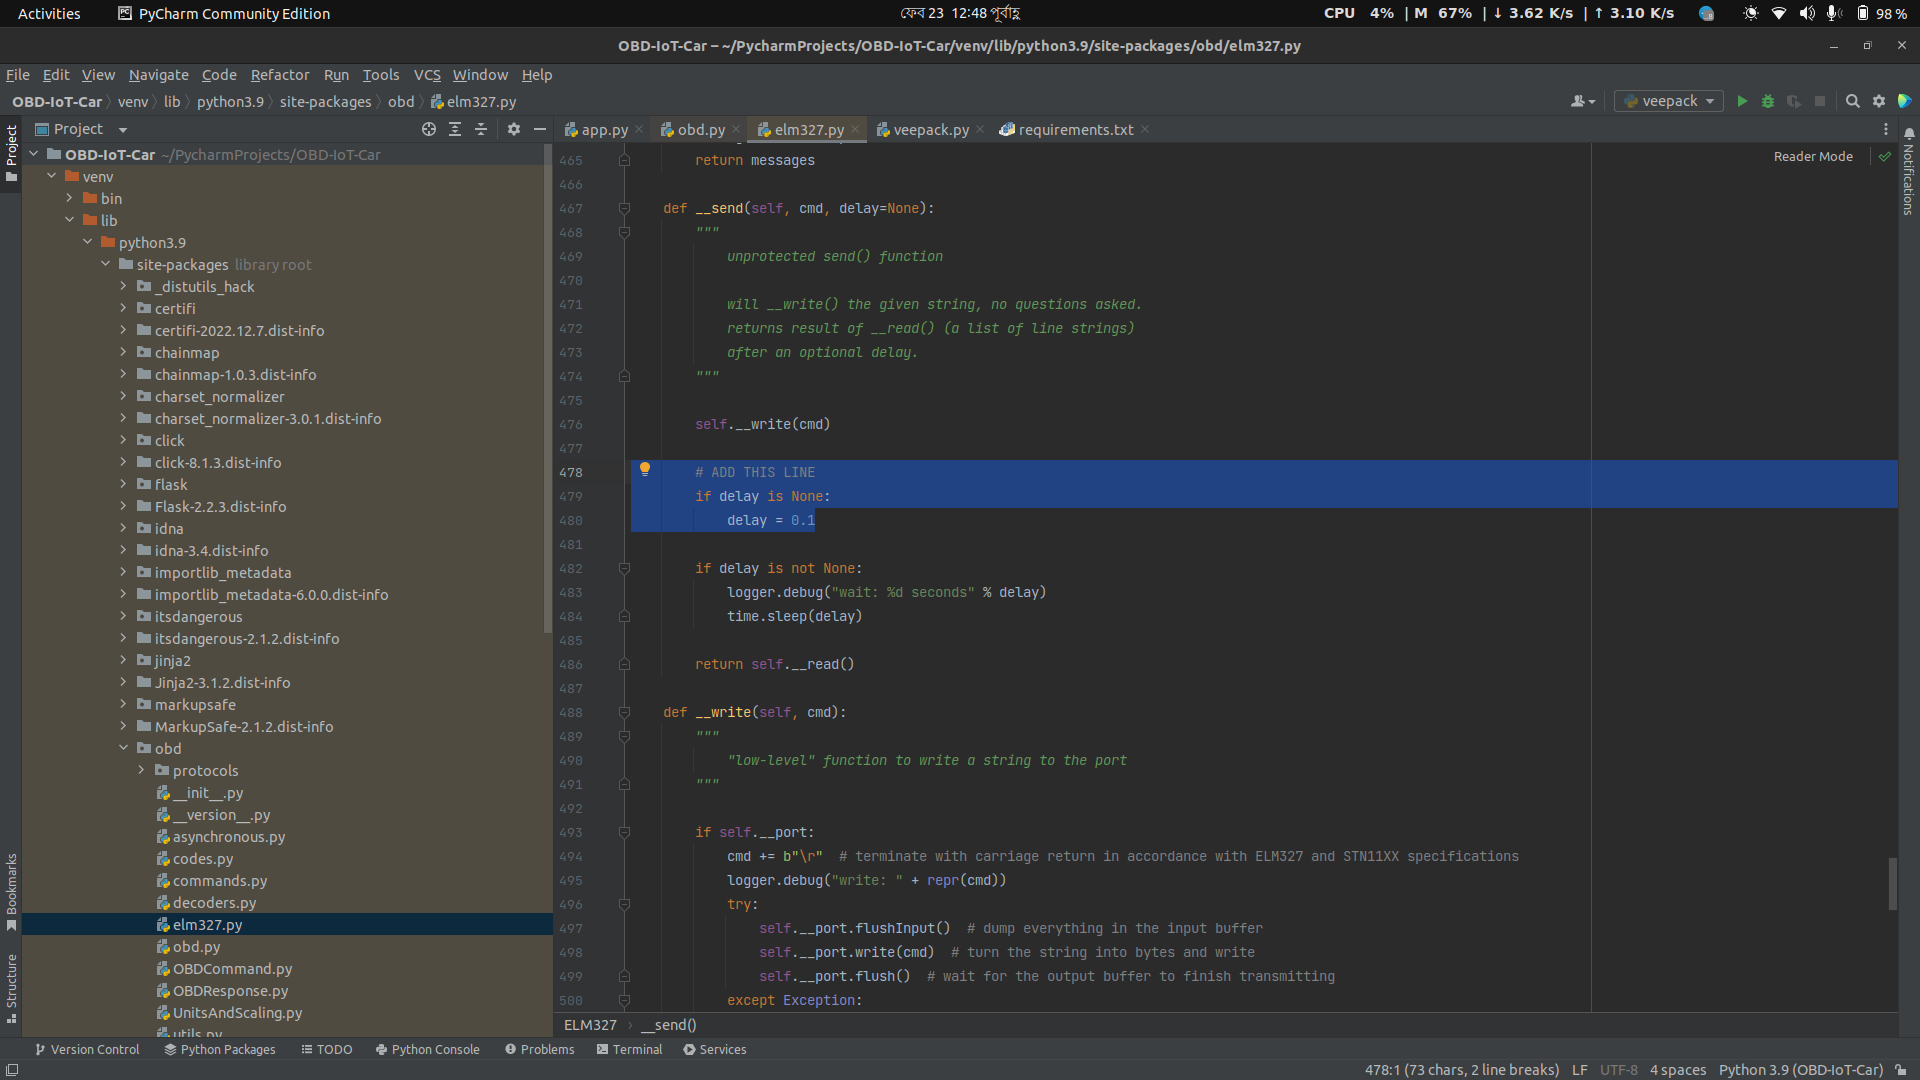 Activities PyCharm Community Edition ফেব 23 12:48 পূর্বাহ্ণ CPU 4% | M 67% | ↓ 3.62 K/s | ↑ 3.10 K/s 98 %
OBD-IoT-Car – ~/PycharmProjects/OBD-IoT-Car/venv/lib/python3.9/site-packages/obd/elm327.py
File Edit View Navigate Code Refactor Run Tools VCS Window Help
OBD-IoT-Car venv lib python3.9 site-packages obd elm327.py veepack
Project
Project
OBD-IoT-Car ~/PycharmProjects/OBD-IoT-Car
venv
bin
lib
python3.9
site-packages library root
_distutils_hack
certifi
certifi-2022.12.7.dist-info
chainmap
chainmap-1.0.3.dist-info
charset_normalizer
charset_normalizer-3.0.1.dist-info
click
click-8.1.3.dist-info
flask
Flask-2.2.3.dist-info
idna
idna-3.4.dist-info
importlib_metadata
importlib_metadata-6.0.0.dist-info
itsdangerous
itsdangerous-2.1.2.dist-info
jinja2
Jinja2-3.1.2.dist-info
markupsafe
MarkupSafe-2.1.2.dist-info
obd
protocols
__init__.py
__version__.py
asynchronous.py
codes.py
commands.py
decoders.py
elm327.py
obd.py
OBDCommand.py
OBDResponse.py
UnitsAndScaling.py
utils.py
Bookmarks
Structure
app.py obd.py elm327.py veepack.py requirements.txt
Reader Mode
Notifications
465 return messages
466
467 def __send(self, cmd, delay=None):
468 """
469 unprotected send() function
470
471 will __write() the given string, no questions asked.
472 returns result of __read() (a list of line strings)
473 after an optional delay.
474 """
475
476 self.__write(cmd)
477
478 # ADD THIS LINE
479 if delay is None:
480 delay = 0.1
481
482 if delay is not None:
483 logger.debug("wait: %d seconds" % delay)
484 time.sleep(delay)
485
486 return self.__read()
487
488 def __write(self, cmd):
489 """
490 "low-level" function to write a string to the port
491 """
492
493 if self.__port:
494 cmd += b"\r" # terminate with carriage return in accordance with ELM327 and STN11XX specifications
495 logger.debug("write: " + repr(cmd))
496 try:
497 self.__port.flushInput() # dump everything in the input buffer
498 self.__port.write(cmd) # turn the string into bytes and write
499 self.__port.flush() # wait for the output buffer to finish transmitting
500 except Exception:
ELM327 › __send()
Version Control Python Packages TODO Python Console Problems Terminal Services
478:1 (73 chars, 2 line breaks) LF UTF-8 4 spaces Python 3.9 (OBD-IoT-Car)